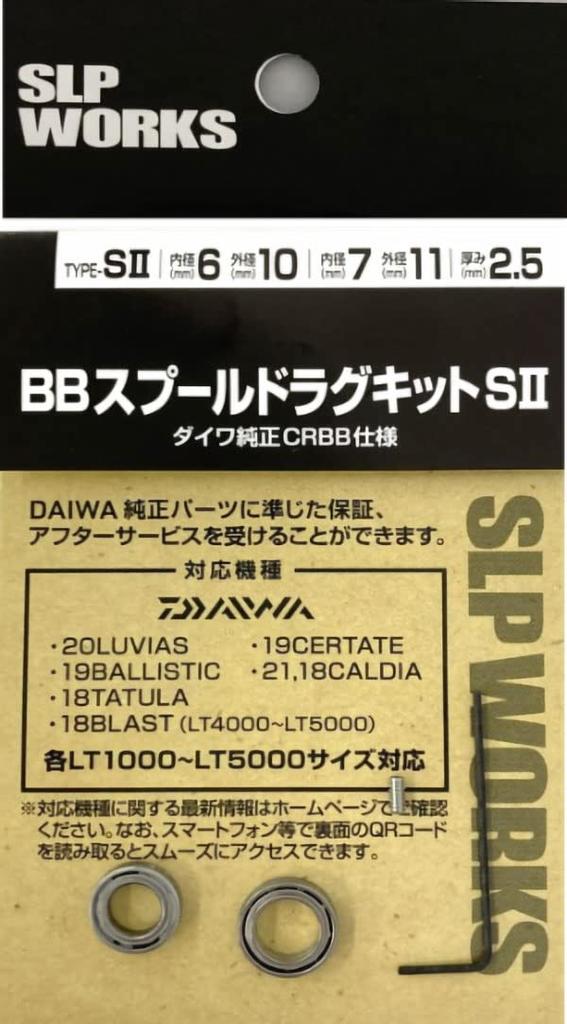 SLP
WORKS
TYPE-SⅡ 内径(mm)6 外径(mm)10 内径(mm)7 外径(mm)11 厚み(mm)2.5
BBスプールドラグキットSⅡ
ダイワ純正CRBB仕様
DAIWA 純正パーツに準じた保証、
アフターサービスを受けることができます。
対応機種
DAIWA
・20LUVIAS ・19CERTATE
・19BALLISTIC ・21,18CALDIA
・18TATULA
・18BLAST (LT4000~LT5000)
各LT1000~LT5000サイズ対応
※対応機種に関する最新情報はホームページで確認
ください。なお、スマートフォン等で裏面のQRコード
を読み取るとスムーズにアクセスできます。
SLP WORKS